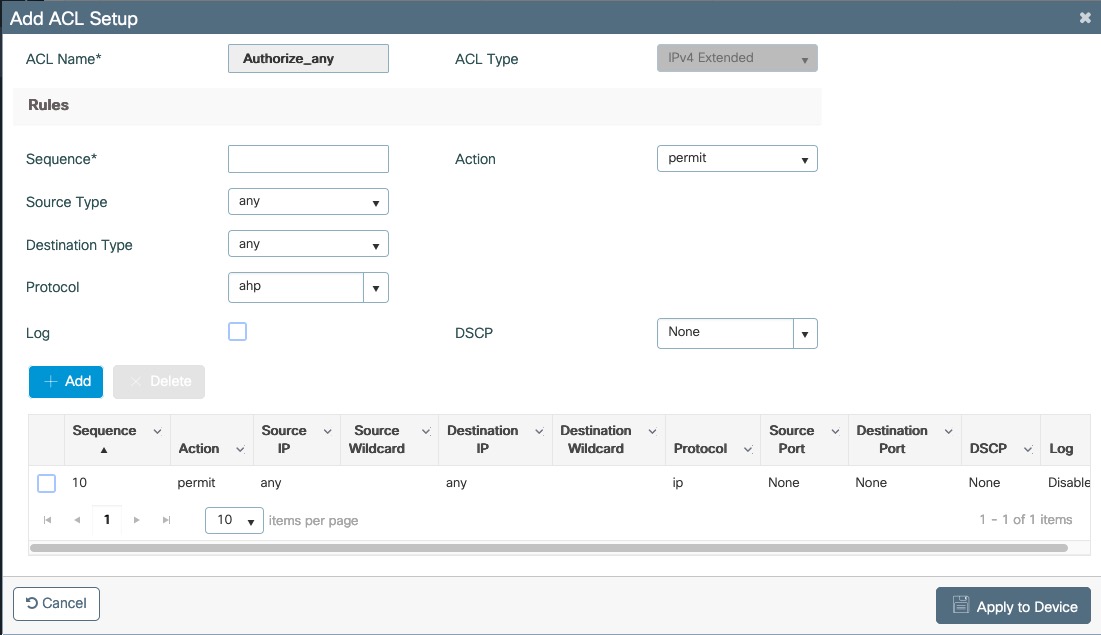 Add ACL Setup
ACL Name* Authorize_any ACL Type IPv4 Extended
Rules
Sequence* Action permit
Source Type any
Destination Type any
Protocol ahp
Log DSCP None
Add Delete
Sequence Action Source IP Source Wildcard Destination IP Destination Wildcard Protocol Source Port Destination Port DSCP Log
10 permit any any ip None None None Disable
1 10 items per page 1 - 1 of 1 items
Cancel Apply to Device